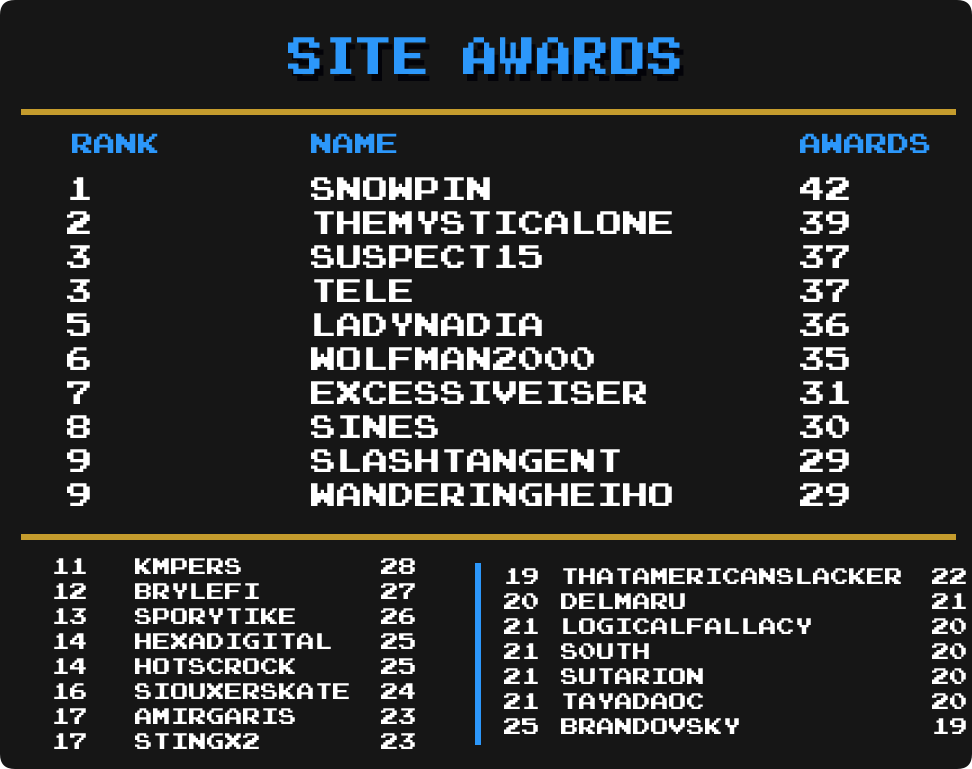 SITE AWARDS
RANK NAME AWARDS
1 SNOWPIN 42
2 THEMYSTICALONE 39
3 SUSPECT15 37
3 TELE 37
5 LADYNADIA 36
6 WOLFMAN2000 35
7 EXCESSIVEISER 31
8 SINES 30
9 SLASHTANGENT 29
9 WANDERINGHEIHO 29
11 KMPERS 28
12 BRYLEFI 27
13 SPORYTIKE 26
14 HEXADIGITAL 25
14 HOTSCROCK 25
16 SIOUXERSKATE 24
17 AMIRGARIS 23
17 STINGX2 23
19 THATAMERICANSLACKER 22
20 DELMARU 21
21 LOGICALFALLACY 20
21 SOUTH 20
21 SUTARION 20
21 TAYADAOC 20
25 BRANDOVSKY 19